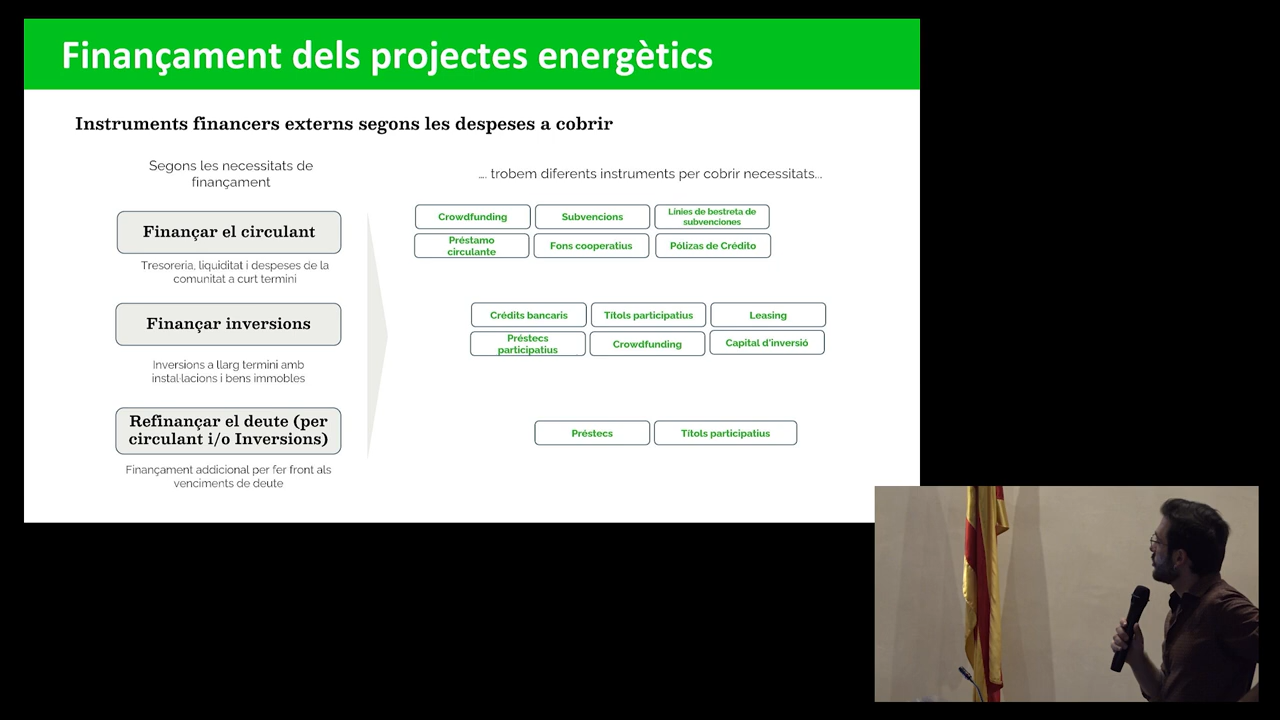 Finançament dels projectes energètics
Instruments financers externs segons les despeses a cobrir
Segons les necessitats de
finançament
.... trobem diferents instruments per cobrir necessitats...
Finançar el circulant
Tresoreria, liquiditat i despeses de la
comunitat a curt termini
Crowdfunding
Subvencions
Línies de bestreta de
subvenciones
Préstamo
circulante
Fons cooperatius
Pólizas de Crédito
Finançar inversions
Inversions a llarg termini amb
instal·lacions i bens immobles
Crédits bancaris
Títols participatius
Leasing
Préstecs
participatius
Crowdfunding
Capital d'inversió
Refinançar el deute (per
circulant i/o Inversions)
Finançament addicional per fer front als
venciments de deute
Préstecs
Títols participatius